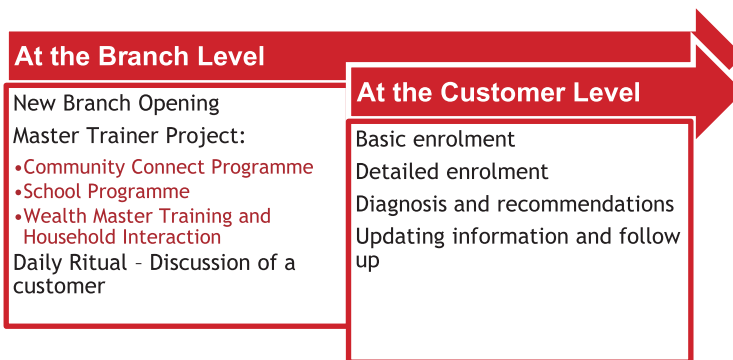 At the Branch Level
New Branch Opening
Master Trainer Project:
•Community Connect Programme
•School Programme
•Wealth Master Training and
Household Interaction
Daily Ritual – Discussion of a
customer
At the Customer Level
Basic enrolment
Detailed enrolment
Diagnosis and recommendations
Updating information and follow
up